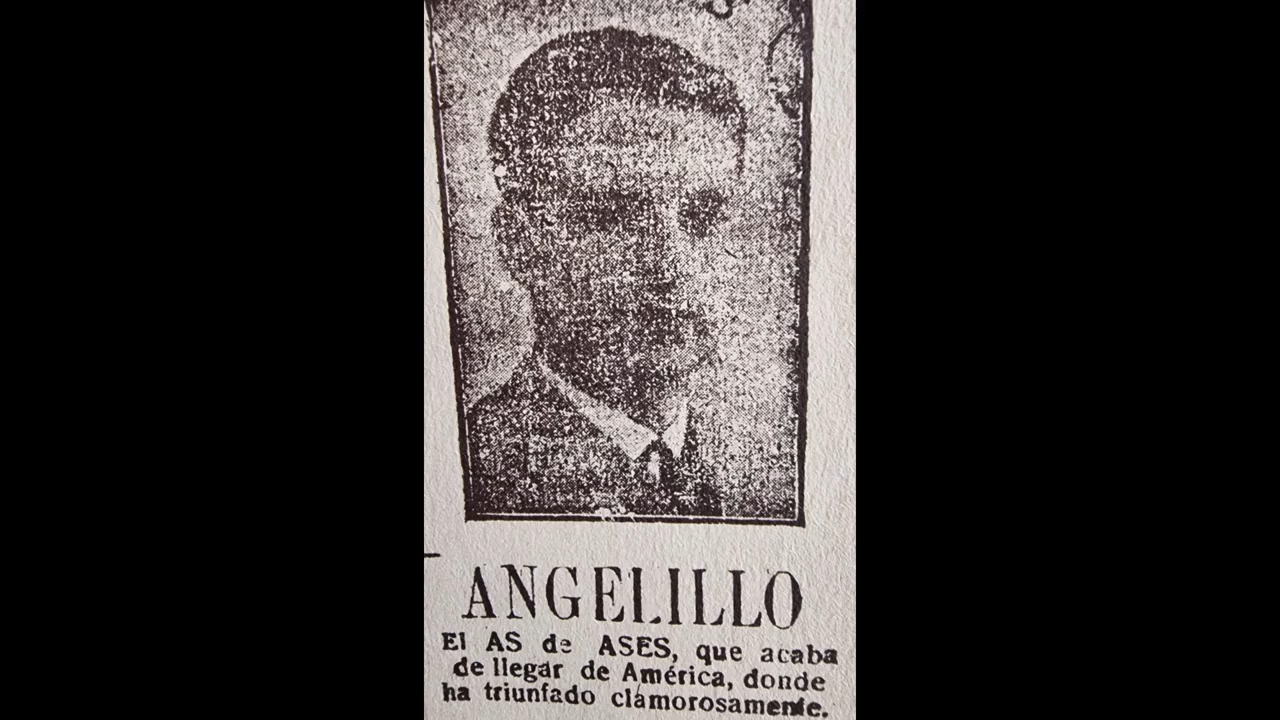 ANGELILLO
El AS de ASES, que acaba
de llegar de América, donde
ha triunfado clamorosamente.